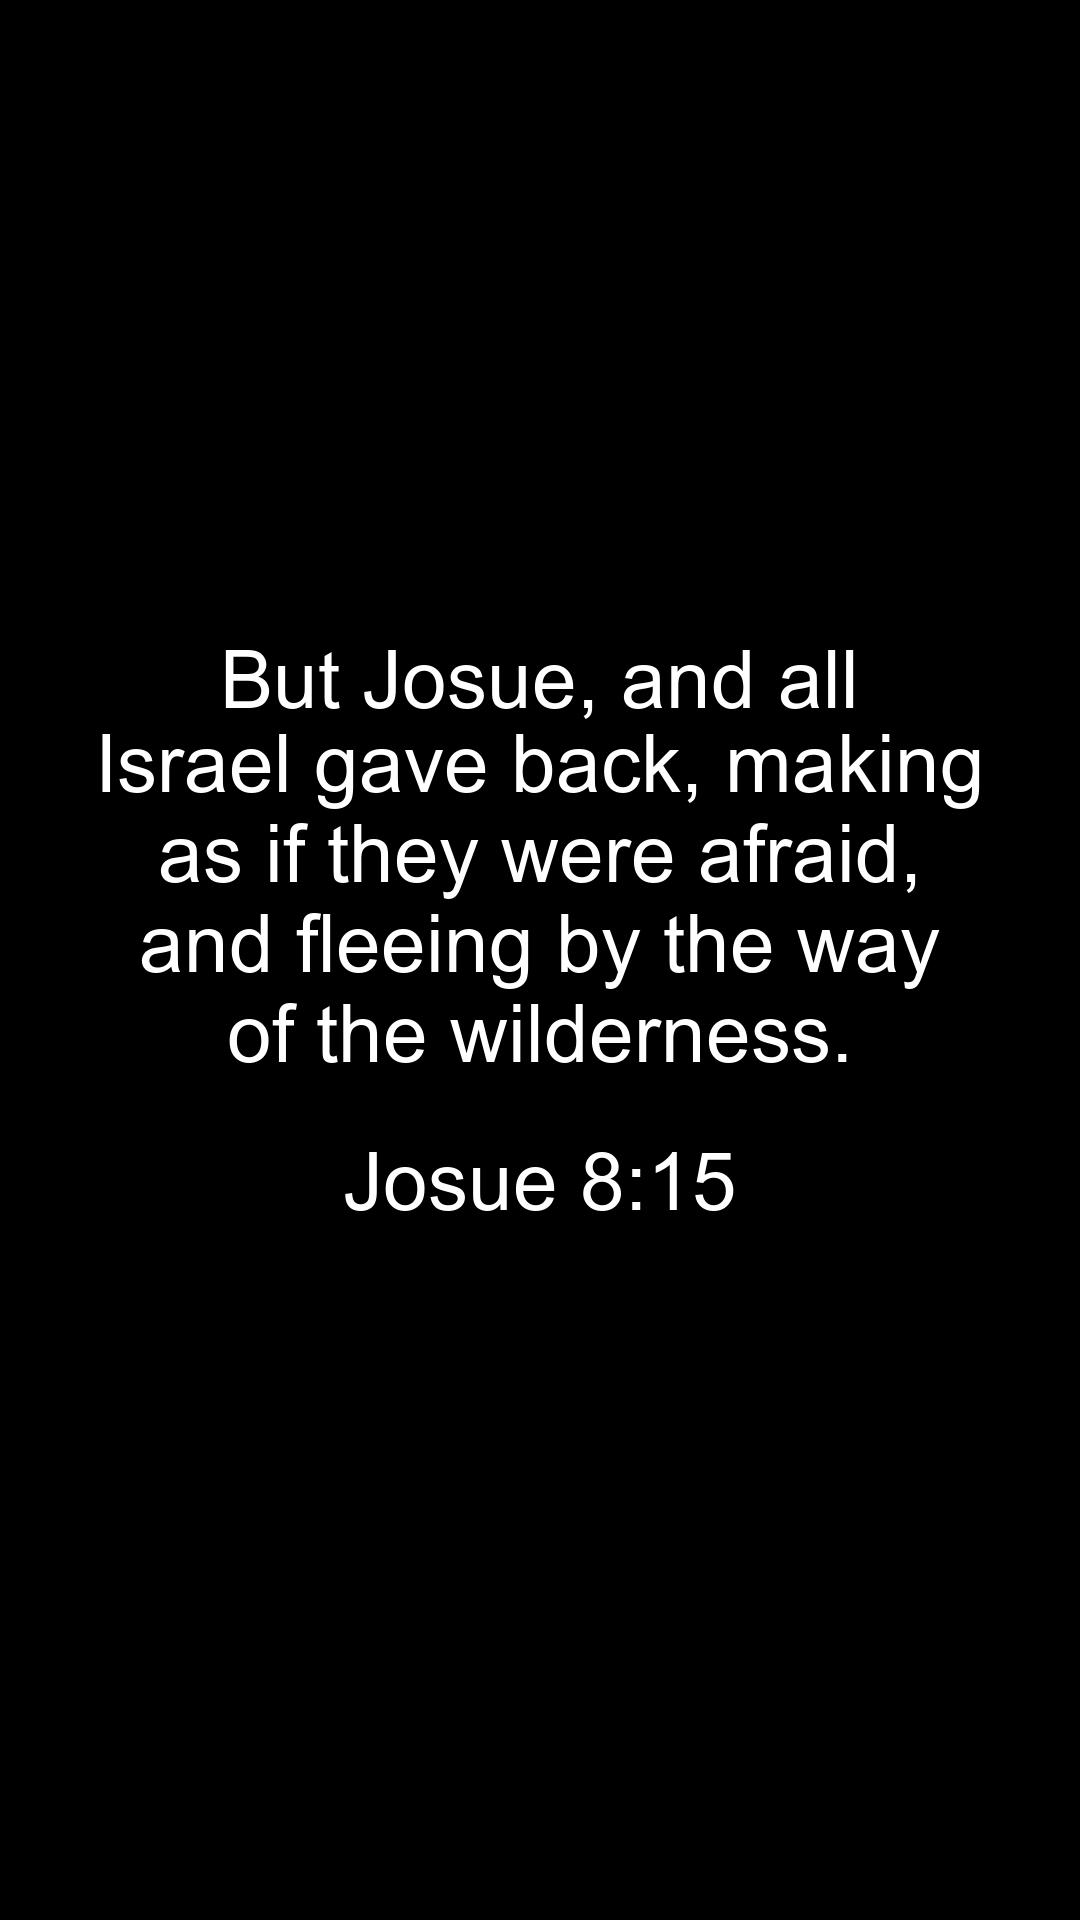 But Josue, and all
Israel gave back, making
as if they were afraid,
and fleeing by the way
of the wilderness.
Josue 8:15